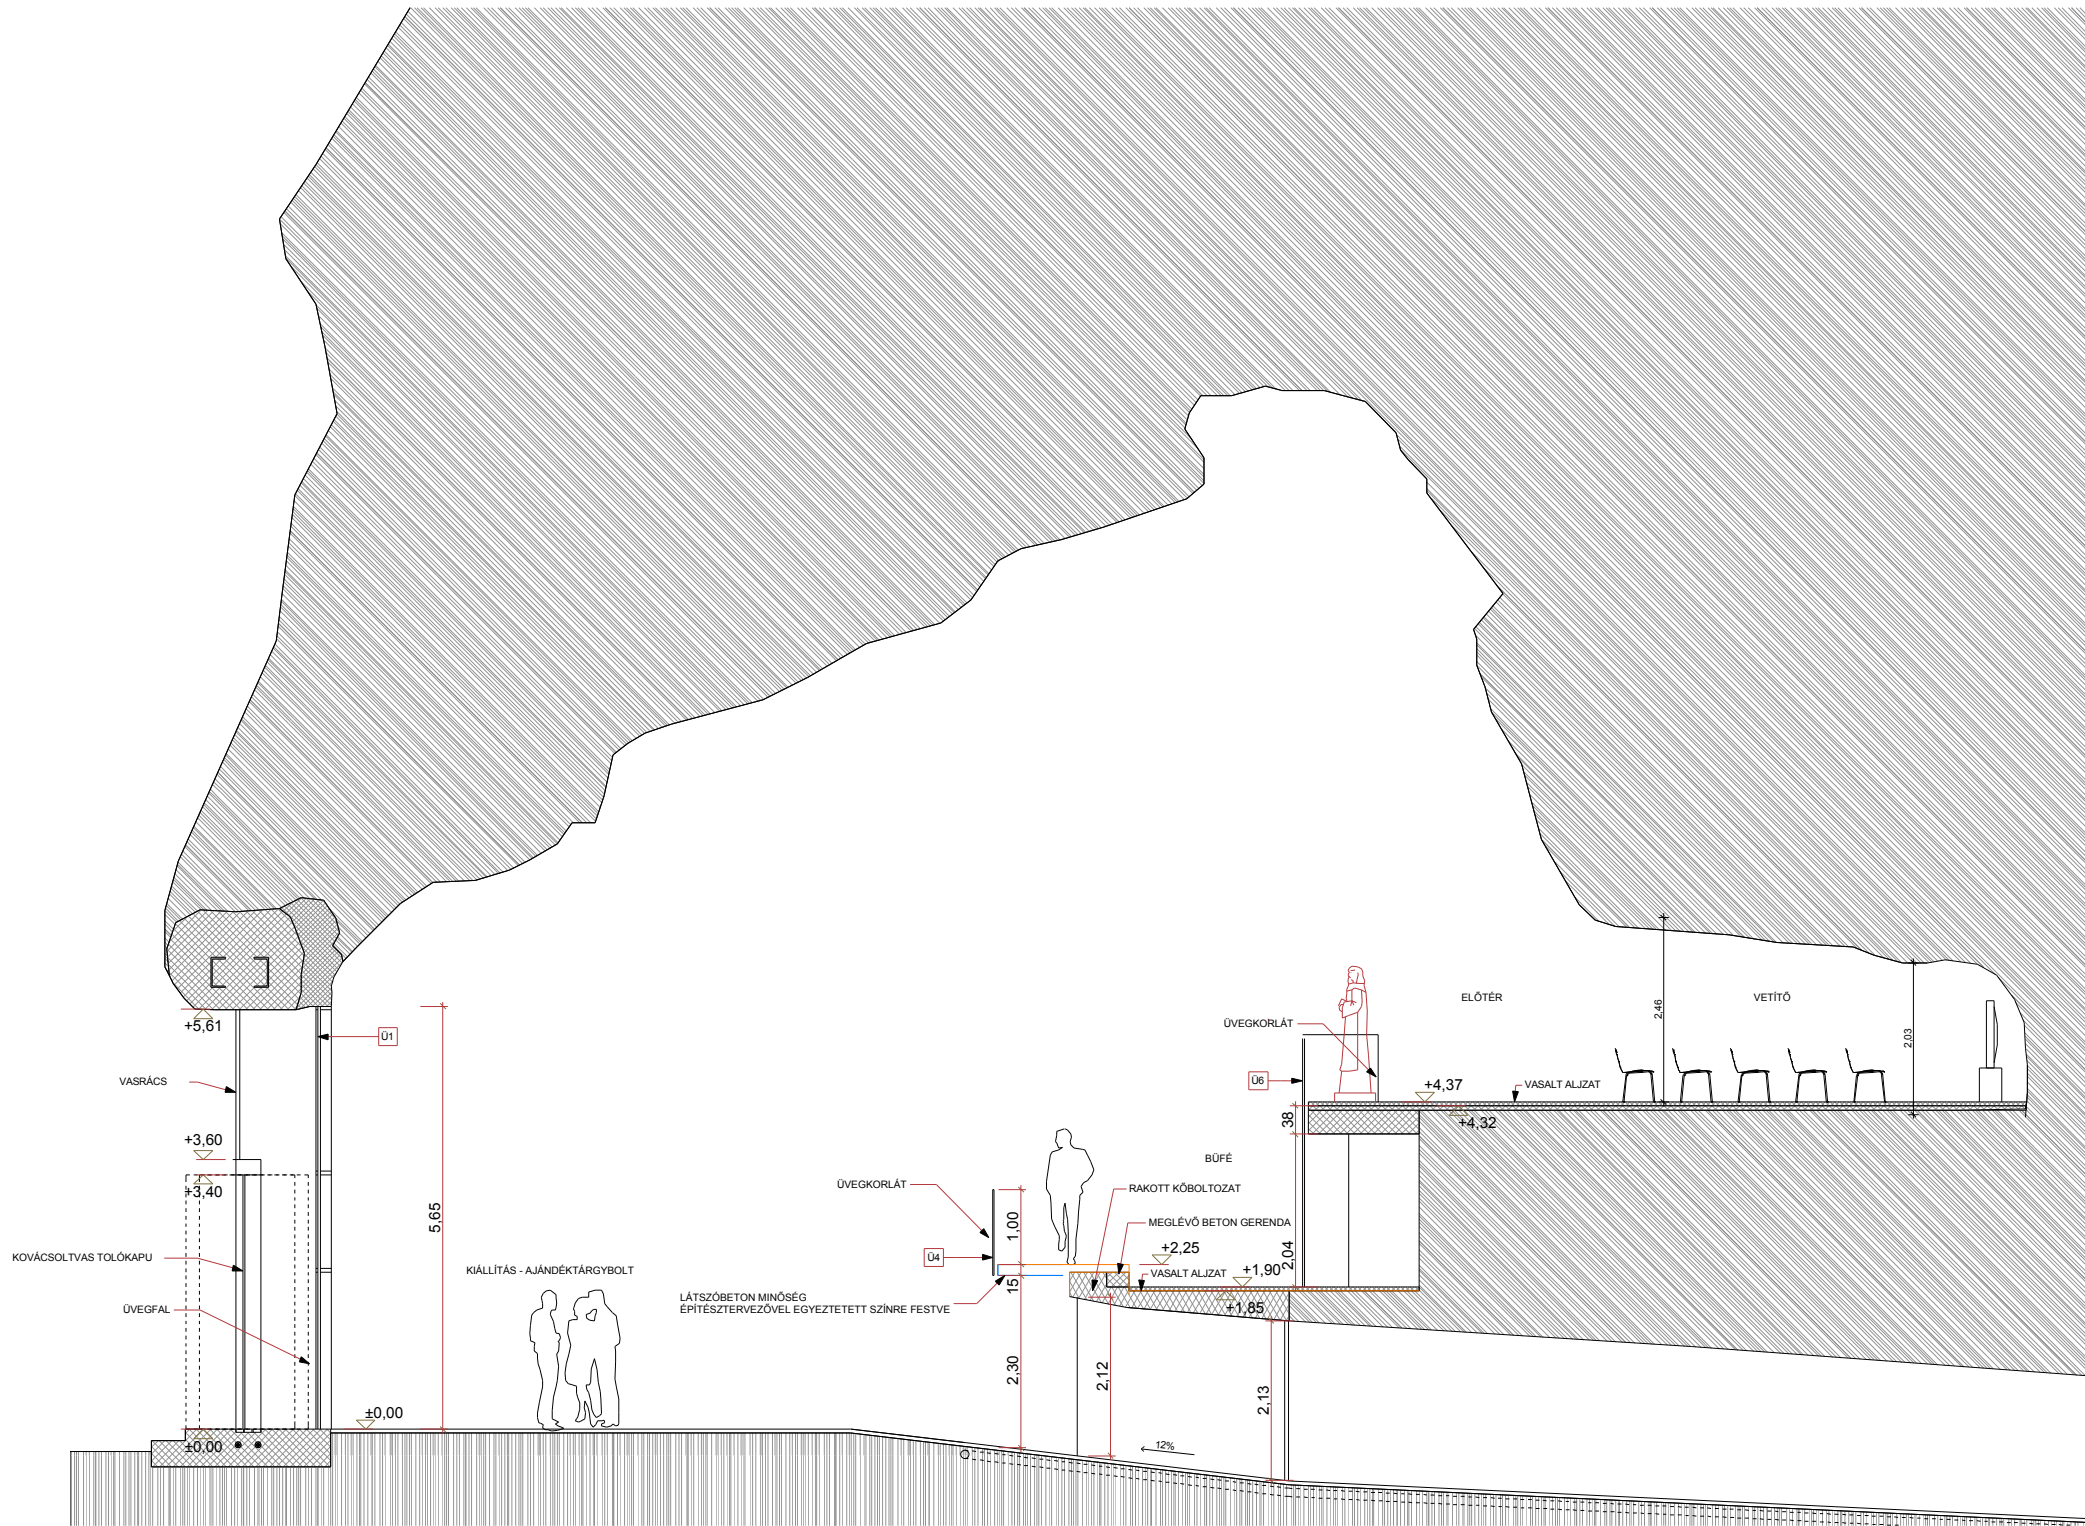 ELŐTÉR
VETÍTŐ
2,46
2,03
+5,61
Ü1
ÜVEGKORLÁT
VASRÁCS
Ü6
+4,37
VASALT ALJZAT
+4,32
38
+3,60
+3,40
BÜFÉ
ÜVEGKORLÁT
RAKOTT KŐBOLTOZAT
5,65
1,00
MEGLÉVŐ BETON GERENDA
Ü4
+2,25
2,04
KOVÁCSOLTVAS TOLÓKAPU
KIÁLLÍTÁS - AJÁNDÉKTÁRGYBOLT
VASALT ALJZAT
+1,90
15
LÁTSZÓBETON MINŐSÉG
ÉPÍTÉSZTERVEZŐVEL EGYEZTETETT SZÍNRE FESTVE
+1,85
ÜVEGFAL
2,30
2,12
2,13
±0,00
±0,00
12%